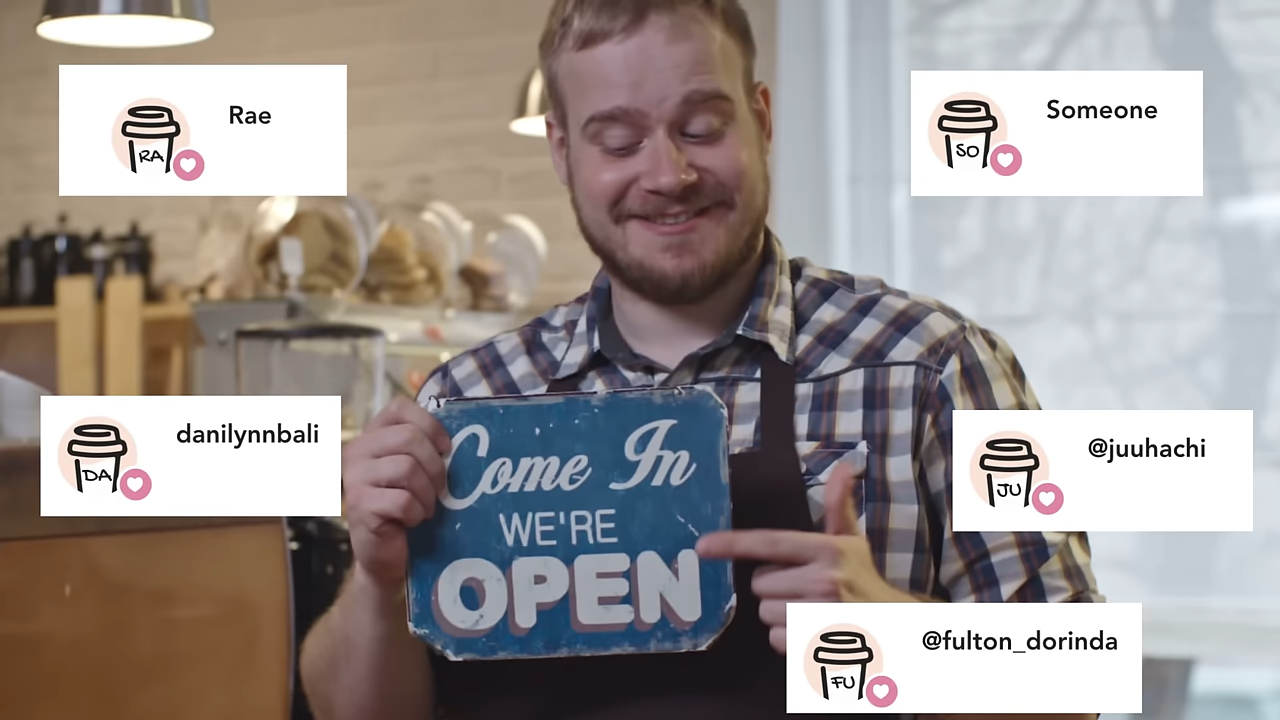 Rae
RA
Someone
SO
danilynnbali
DA
@juuhachi
JU
Come In
WE'RE
OPEN
@fulton_dorinda
FU